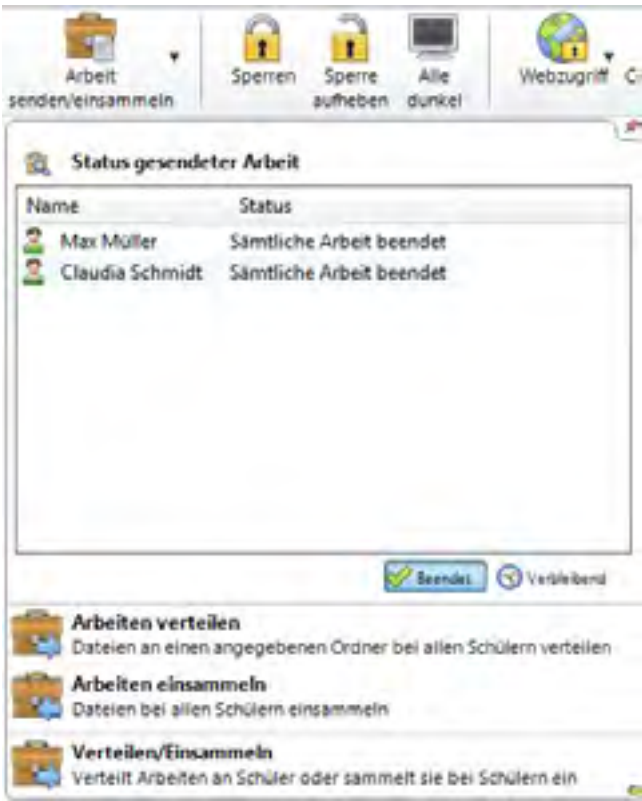 Arbeit
senden/einsammeln
Sperren
Sperre
aufheben
Alle
dunkel
Webzugriff
Status gesendeter Arbeit
Name Status
Max Müller Sämtliche Arbeit beendet
Claudia Schmidt Sämtliche Arbeit beendet
Beendet Verbleibend
Arbeiten verteilen
Dateien an einen angegebenen Ordner bei allen Schülern verteilen
Arbeiten einsammeln
Dateien bei allen Schülern einsammeln
Verteilen/Einsammeln
Verteilt Arbeiten an Schüler oder sammelt sie bei Schülern ein